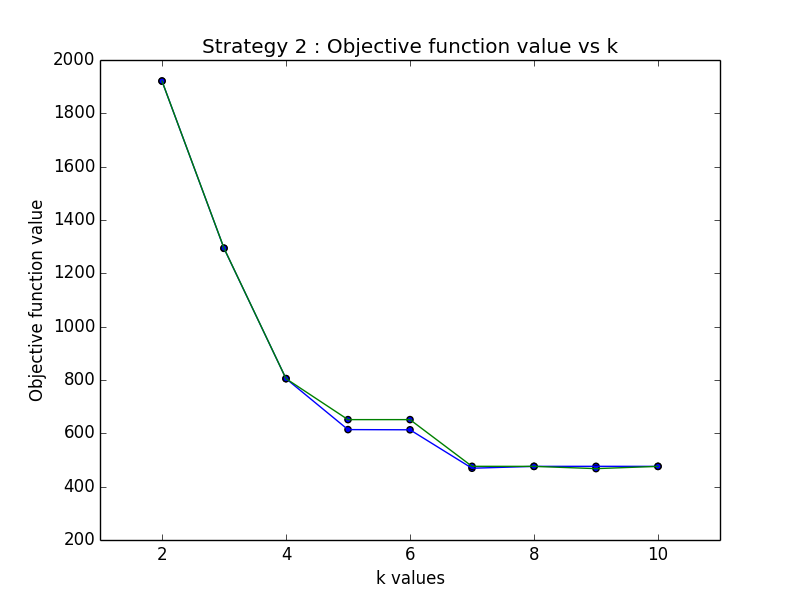 Strategy 2 : Objective function value vs k
2000
1800
1600
1400
1200
1000
800
600
400
200
Objective function value
2 4 6 8 10
k values